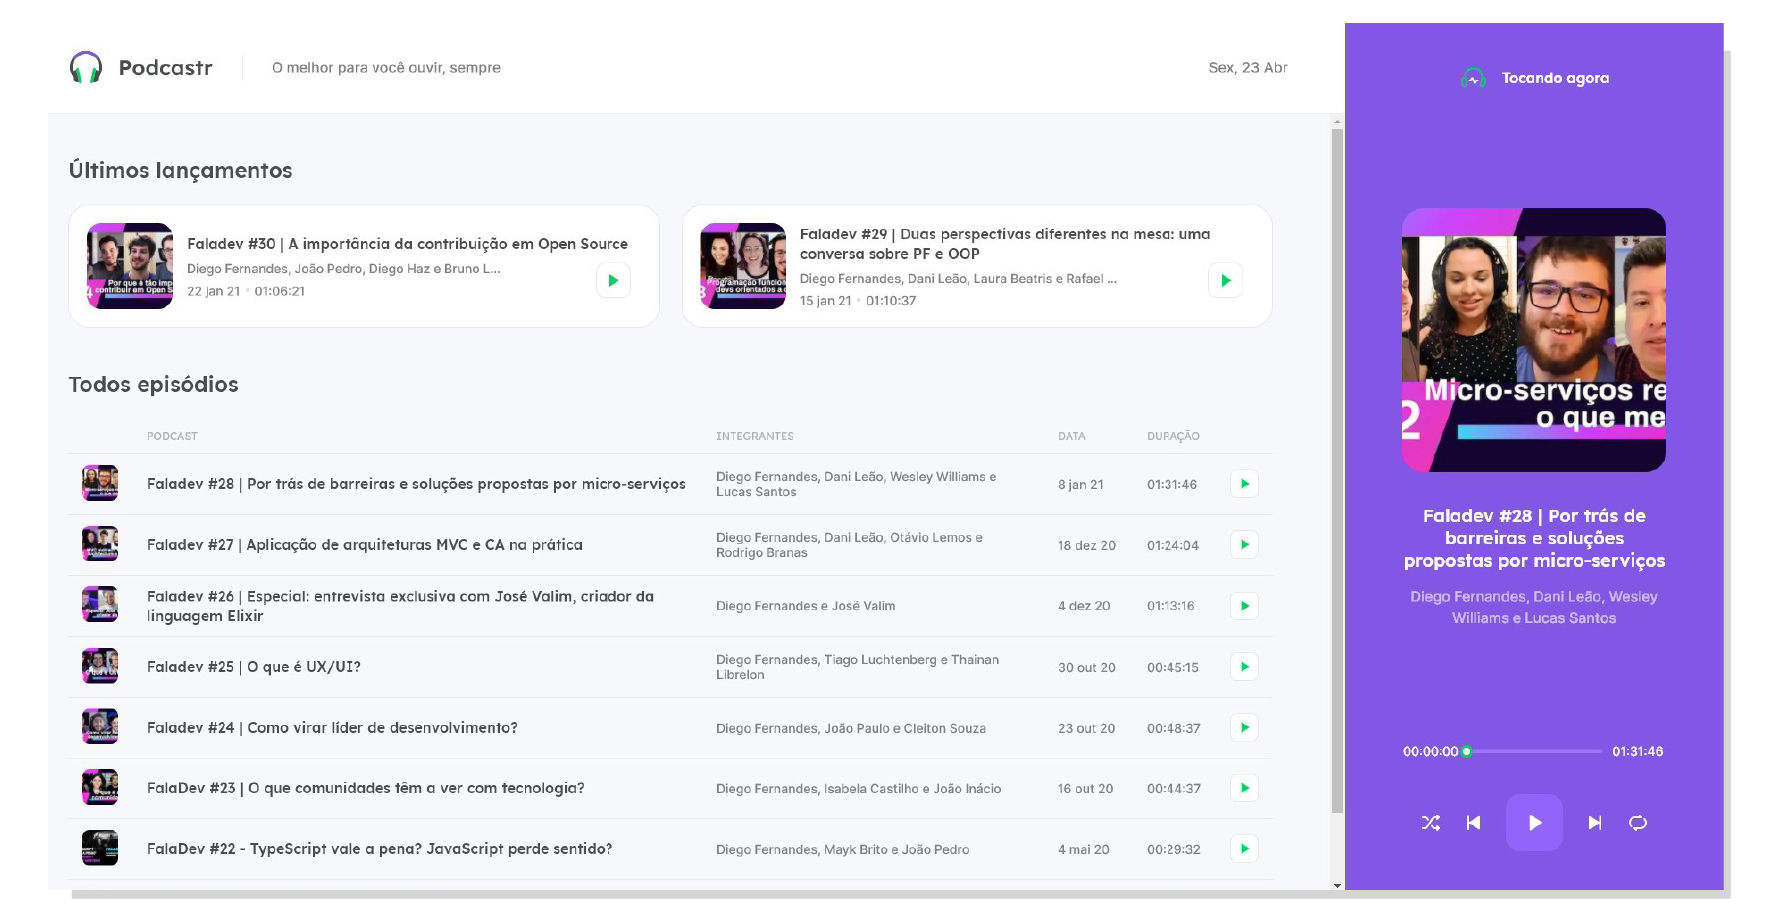 Podcastr
O melhor para você ouvir, sempre
Sex, 23 Abr
Últimos lançamentos
Faladev #30 | A importância da contribuição em Open Source
Diego Fernandes, João Pedro, Diego Haz e Bruno L...
22 jan 21 • 01:06:21
Faladev #29 | Duas perspectivas diferentes na mesa: uma
conversa sobre PF e OOP
Diego Fernandes, Dani Leão, Laura Beatris e Rafael ...
15 jan 21 • 01:10:37
Todos episódios
PODCAST INTEGRANTES DATA DURAÇÃO
Faladev #28 | Por trás de barreiras e soluções propostas por micro-serviços
Diego Fernandes, Dani Leão, Wesley Williams e
Lucas Santos
8 jan 21
01:31:46
Faladev #27 | Aplicação de arquiteturas MVC e CA na prática
Diego Fernandes, Dani Leão, Otávio Lemos e
Rodrigo Branas
18 dez 20
01:24:04
Faladev #26 | Especial: entrevista exclusiva com José Valim, criador da
linguagem Elixir
Diego Fernandes e José Valim
4 dez 20
01:13:16
Faladev #25 | O que é UX/UI?
Diego Fernandes, Tiago Luchtenberg e Thainan
Librelon
30 out 20
00:45:15
Faladev #24 | Como virar líder de desenvolvimento?
Diego Fernandes, João Paulo e Cleiton Souza
23 out 20
00:48:37
FalaDev #23 | O que comunidades têm a ver com tecnologia?
Diego Fernandes, Isabela Castilho e João Inácio
16 out 20
00:44:37
FalaDev #22 - TypeScript vale a pena? JavaScript perde sentido?
Diego Fernandes, Mayk Brito e João Pedro
4 mai 20
00:29:32
Tocando agora
Micro-serviços re
2 o que me
Faladev #28 | Por trás de
barreiras e soluções
propostas por micro-serviços
Diego Fernandes, Dani Leão, Wesley
Williams e Lucas Santos
00:00:00
01:31:46